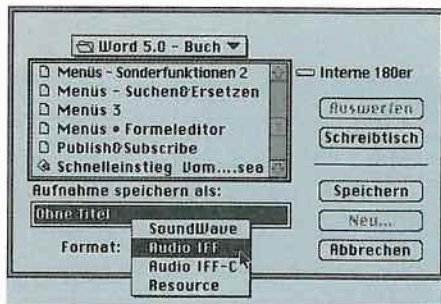 Word 5.0 - Buch
Menüs - Sonderfunktionen 2
Menüs - Suchen&Ersetzen
Menüs 3
Menüs • Formeleditor
Publish&Subscribe
Schnelleinstieg Vom....sea
Interne 180er
Auswerfen
Schreibtisch
Aufnahme speichern als:
Ohne Titel
Speichern
Neu...
Abbrechen
Format:
SoundWave
Audio IFF
Audio IFF-C
Resource